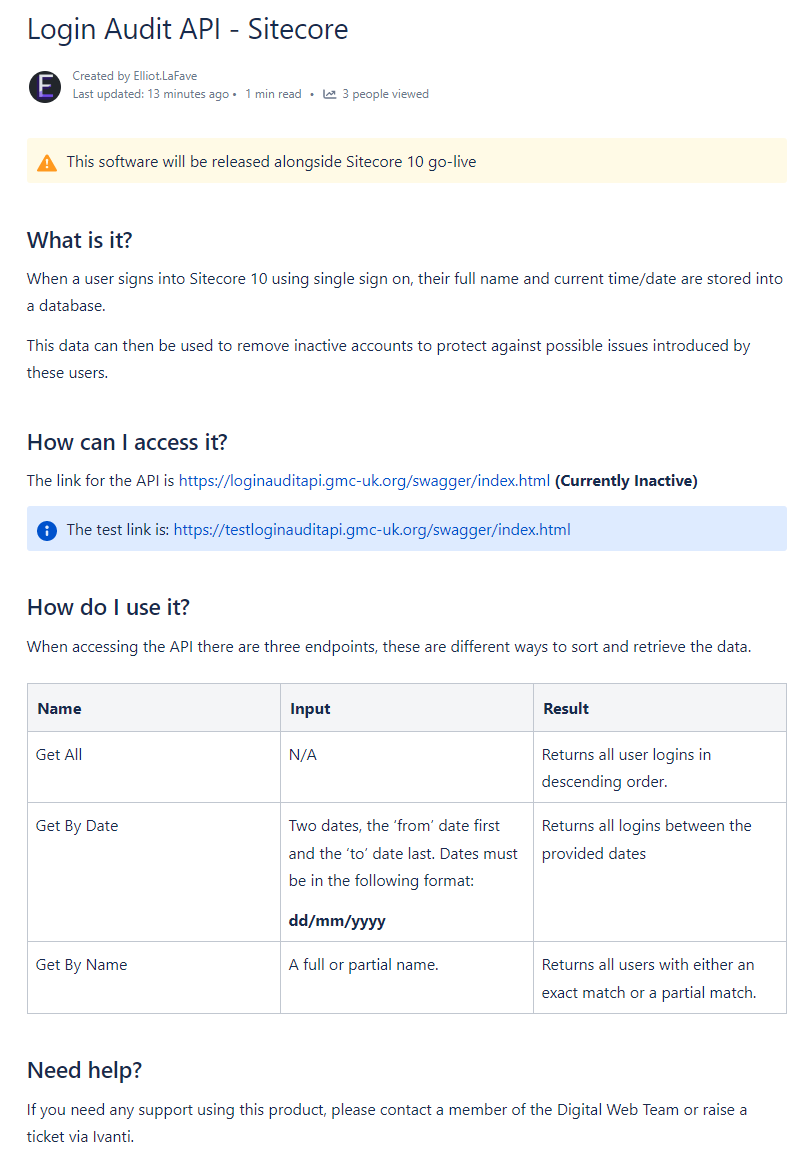 Login Audit API - Sitecore
E
Created by Elliot.LaFave
Last updated: 13 minutes ago • 1 min read • 3 people viewed
This software will be released alongside Sitecore 10 go-live
What is it?
When a user signs into Sitecore 10 using single sign on, their full name and current time/date are stored into
a database.
This data can then be used to remove inactive accounts to protect against possible issues introduced by
these users.
How can I access it?
The link for the API is https://loginauditapi.gmc-uk.org/swagger/index.html (Currently Inactive)
The test link is: https://testloginauditapi.gmc-uk.org/swagger/index.html
How do I use it?
When accessing the API there are three endpoints, these are different ways to sort and retrieve the data.
Name Input Result
Get All N/A Returns all user logins in
descending order.
Get By Date Two dates, the ‘from’ date first Returns all logins between the
and the ‘to’ date last. Dates must provided dates
be in the following format:
dd/mm/yyyy
Get By Name A full or partial name. Returns all users with either an
exact match or a partial match.
Need help?
If you need any support using this product, please contact a member of the Digital Web Team or raise a
ticket via Ivanti.